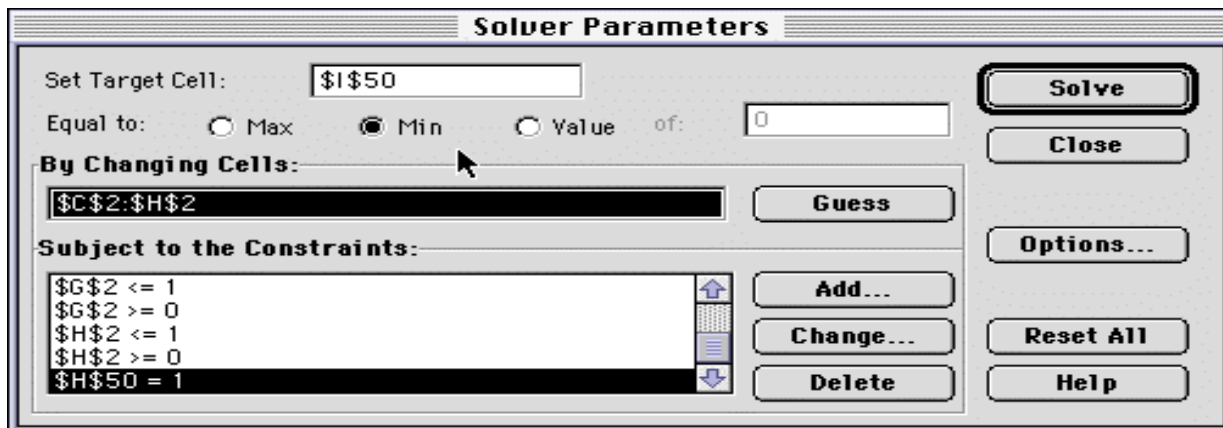 Solver Parameters
Set Target Cell: $I$50 Solve
Equal to: Max Min Value of: 0
Close
By Changing Cells:
$C$2:$H$2 Guess
Subject to the Constraints: Options...
$G$2 <= 1 Add...
$G$2 >= 0
$H$2 <= 1 Change... Reset All
$H$2 >= 0
$H$50 = 1 Delete Help